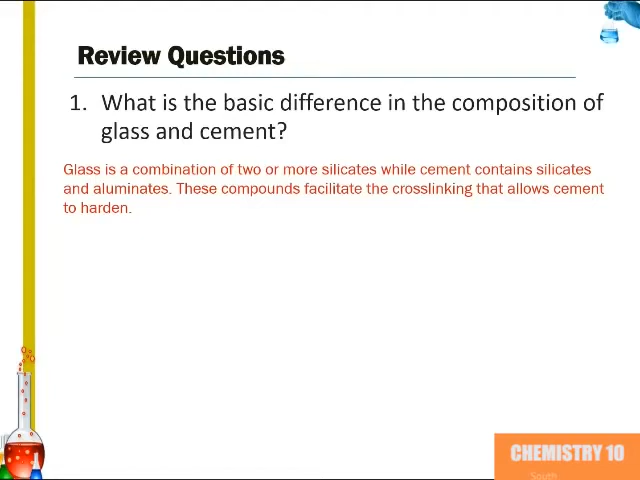 Review Questions
1. What is the basic difference in the composition of
glass and cement?
Glass is a combination of two or more silicates while cement contains silicates
and aluminates. These compounds facilitate the crosslinking that allows cement
to harden.
CHEMISTRY 10
South